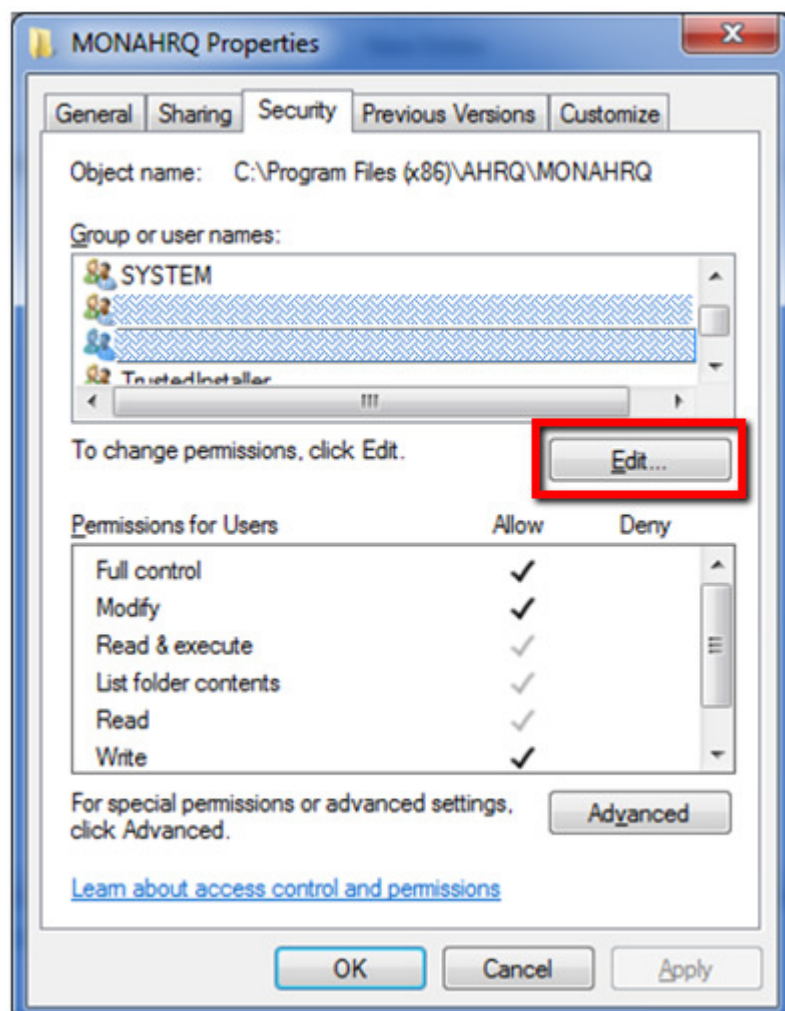 MONAHRQ Properties
General Sharing Security Previous Versions Customize
Object name: C:\Program Files (x86)\AHRQ\MONAHRQ
Group or user names:
SYSTEM
TrustedInstaller
To change permissions, click Edit.
Edit...
Permissions for Users Allow Deny
Full control
Modify
Read & execute
List folder contents
Read
Write
For special permissions or advanced settings,
click Advanced.
Advanced
Learn about access control and permissions
OK Cancel Apply